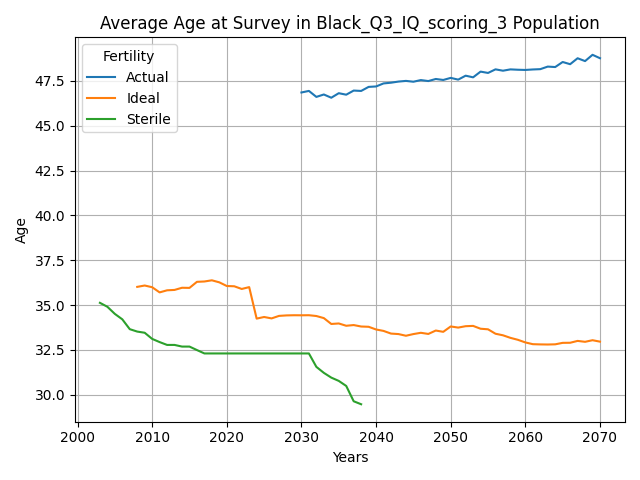 Average Age at Survey in Black_Q3_IQ_scoring_3 Population
Fertility
Actual
Ideal
Sterile
Age
47.5
45.0
42.5
40.0
37.5
35.0
32.5
30.0
2000 2010 2020 2030 2040 2050 2060 2070
Years